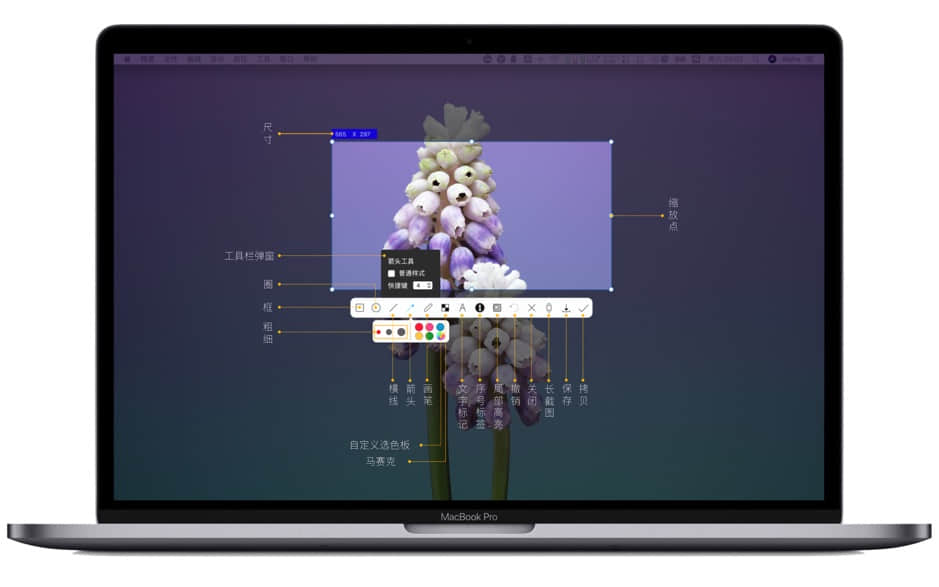 尺寸
565 X 297
缩放点
工具栏弹窗
箭头工具
普通样式
圈
快捷键 4
框
A
粗细
横线
箭头
画笔
文字标记
序号标签
局部高亮
撤销
关闭
长截图
保存
拷贝
自定义选色板
马赛克
MacBook Pro